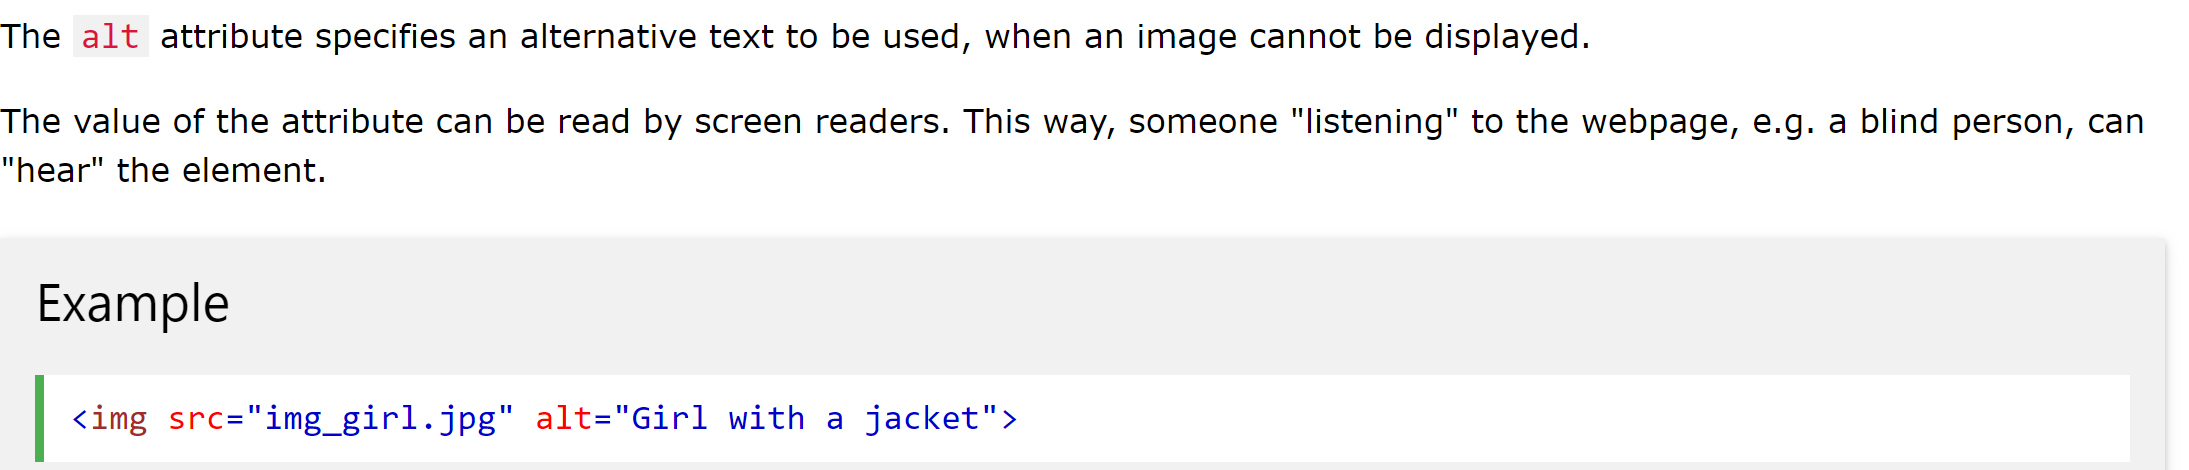 The alt attribute specifies an alternative text to be used, when an image cannot be displayed.
The value of the attribute can be read by screen readers. This way, someone "listening" to the webpage, e.g. a blind person, can
"hear" the element.
Example
<img src="img_girl.jpg" alt="Girl with a jacket">